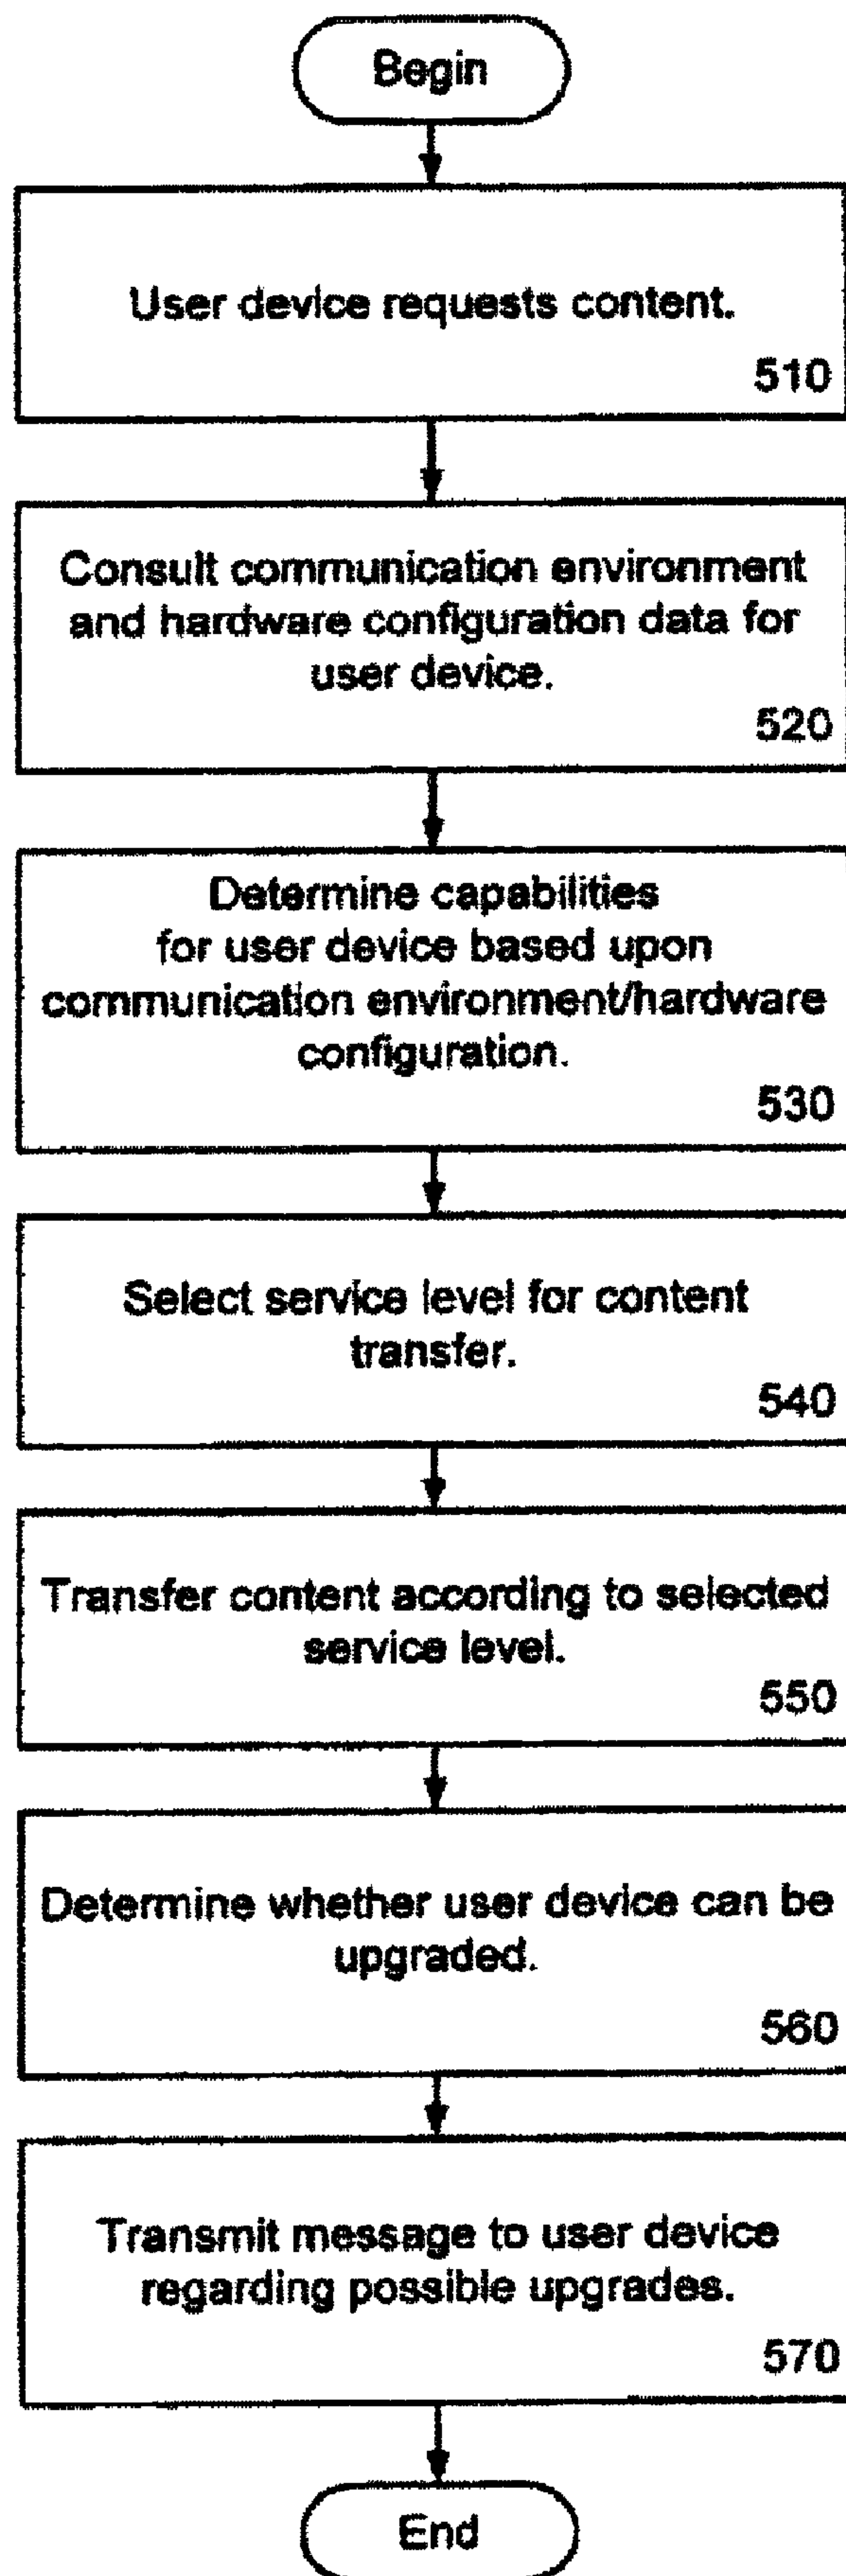 Begin
User device requests content.
510
Consult communication environment
and hardware configuration data for
user device.
520
Determine capabilities
for user device based upon
communication environment/hardware
configuration.
530
Select service level for content
transfer.
540
Transfer content according to selected
service level.
550
Determine whether user device can be
upgraded.
560
Transmit message to user device
regarding possible upgrades.
570
End